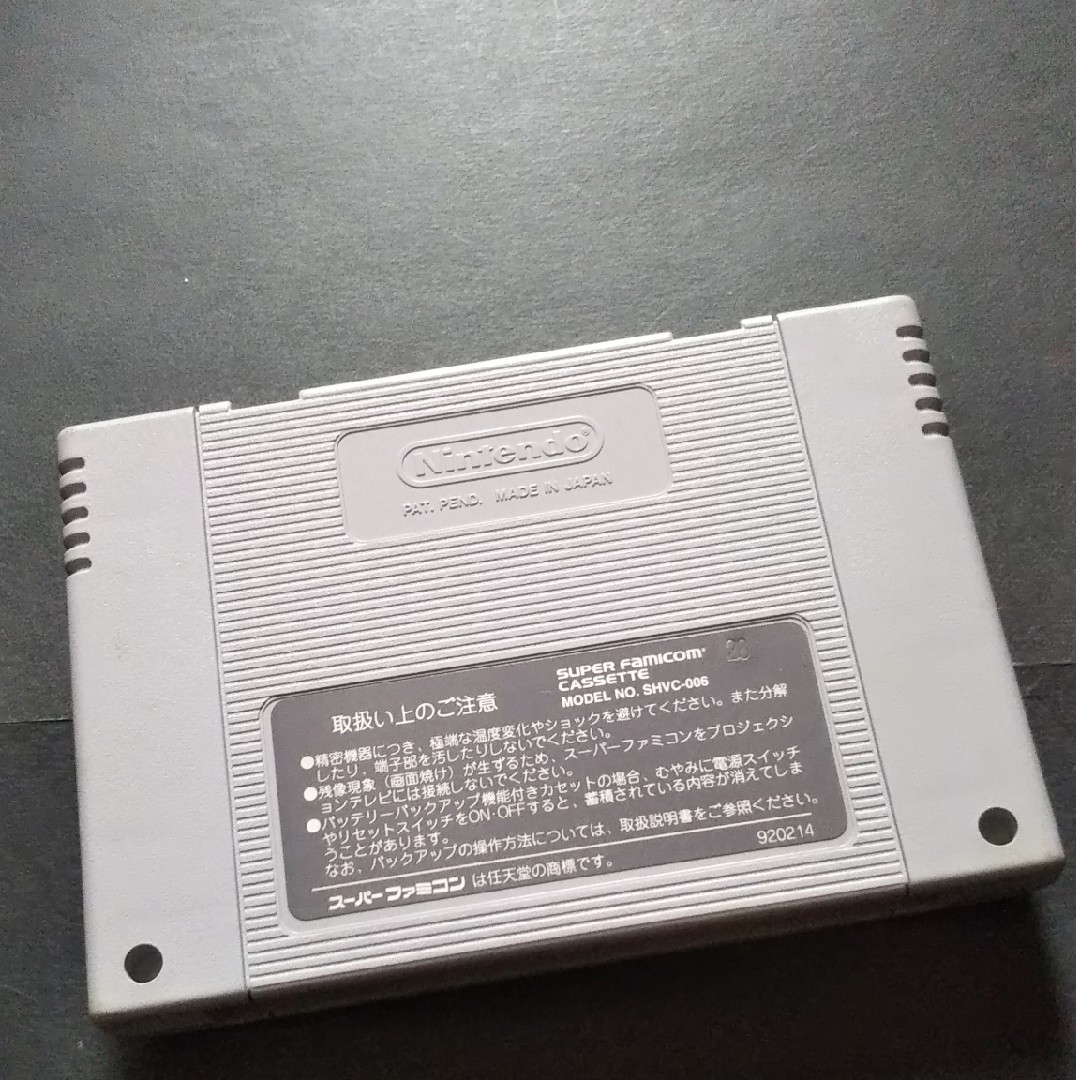 Nintendo®
PAT. PEND. MADE IN JAPAN
20
取扱い上のご注意
SUPER FAMICOM®
CASSETTE
MODEL NO. SHVC-006
●精密機器につき、極端な温度変化やショックを避けてください。また分解
したり、端子部を汚したりしないでください。
●残像現象（画面焼け）が生ずるため、スーパーファミコンをプロジェクシ
ョンテレビには接続しないでください。
●バッテリーバックアップ機能付きカセットの場合、むやみに電源スイッチ
やリセットスイッチをON・OFFすると、蓄積されている内容が消えてしま
うことがあります。
なお、バックアップの操作方法については、取扱説明書をご参照ください。
スーパーファミコンは任天堂の商標です。
920214